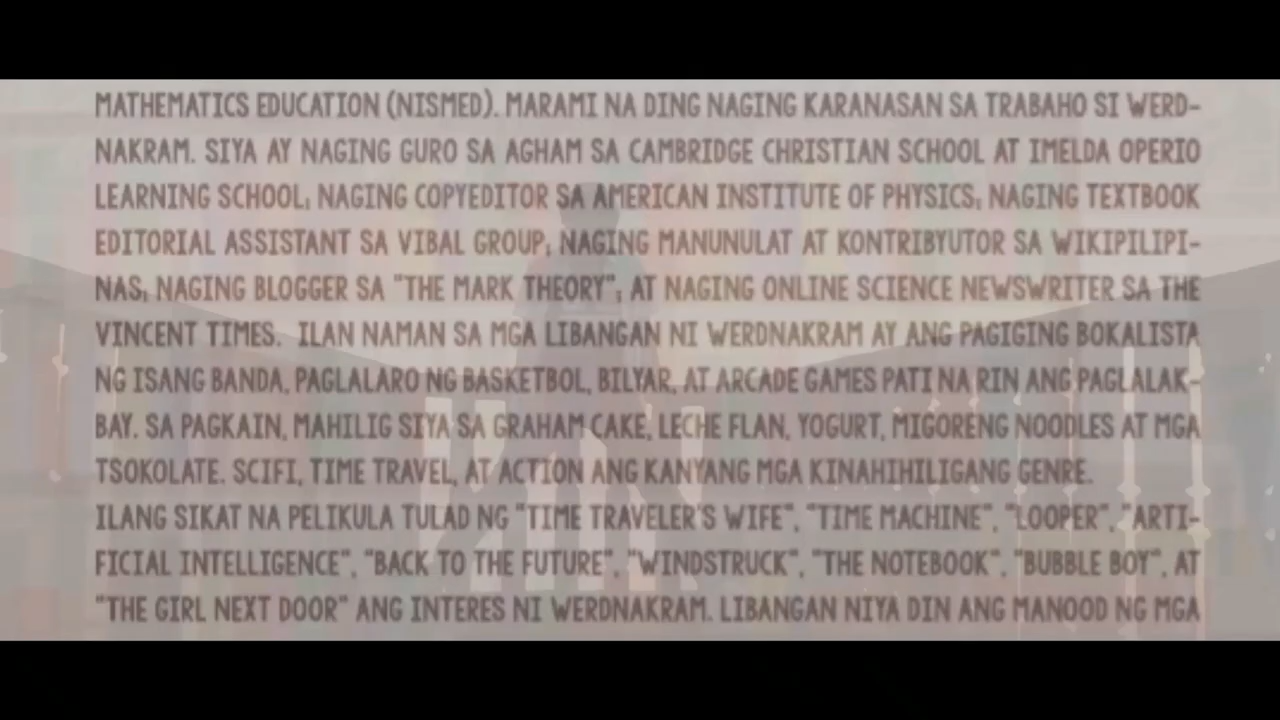 MATHEMATICS EDUCATION (NISMED). MARAMI NA DING NAGING KARANASAN SA TRABAHO SI WERD-
NAKRAM. SIYA AY NAGING GURO SA AGHAM SA CAMBRIDGE CHRISTIAN SCHOOL AT IMELDA OPERIO
LEARNING SCHOOL; NAGING COPYEDITOR SA AMERICAN INSTITUTE OF PHYSICS; NAGING TEXTBOOK
EDITORIAL ASSISTANT SA VIBAL GROUP; NAGING MANUNULAT AT KONTRIBYUTOR SA WIKIPILIPI-
NAS; NAGING BLOGGER SA "THE MARK THEORY"; AT NAGING ONLINE SCIENCE NEWSWRITER SA THE
VINCENT TIMES. ILAN NAMAN SA MGA LIBANGAN NI WERDNAKRAM AY ANG PAGIGING BOKALISTA
NG ISANG BANDA, PAGLALARO NG BASKETBOL, BILYAR, AT ARCADE GAMES PATI NA RIN ANG PAGLALAK-
BAY. SA PAGKAIN, MAHILIG SIYA SA GRAHAM CAKE, LECHE FLAN, YOGURT, MIGORENG NOODLES AT MGA
TSOKOLATE. SCIFI, TIME TRAVEL, AT ACTION ANG KANYANG MGA KINAHIHILIGANG GENRE.
ILANG SIKAT NA PELIKULA TULAD NG "TIME TRAVELER'S WIFE", "TIME MACHINE", "LOOPER", "ARTI-
FICIAL INTELLIGENCE", "BACK TO THE FUTURE", "WINDSTRUCK", "THE NOTEBOOK", "BUBBLE BOY", AT
"THE GIRL NEXT DOOR" ANG INTERES NI WERDNAKRAM. LIBANGAN NIYA DIN ANG MANOOD NG MGA